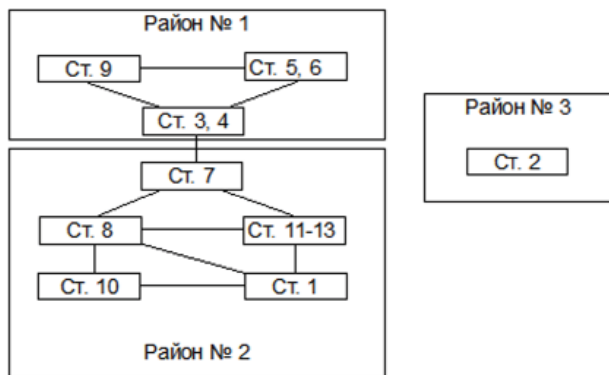 Район № 1
Ст. 9
Ст. 5, 6
Ст. 3, 4
Район № 2
Ст. 7
Ст. 8
Ст. 11-13
Ст. 10
Ст. 1
Район № 3
Ст. 2